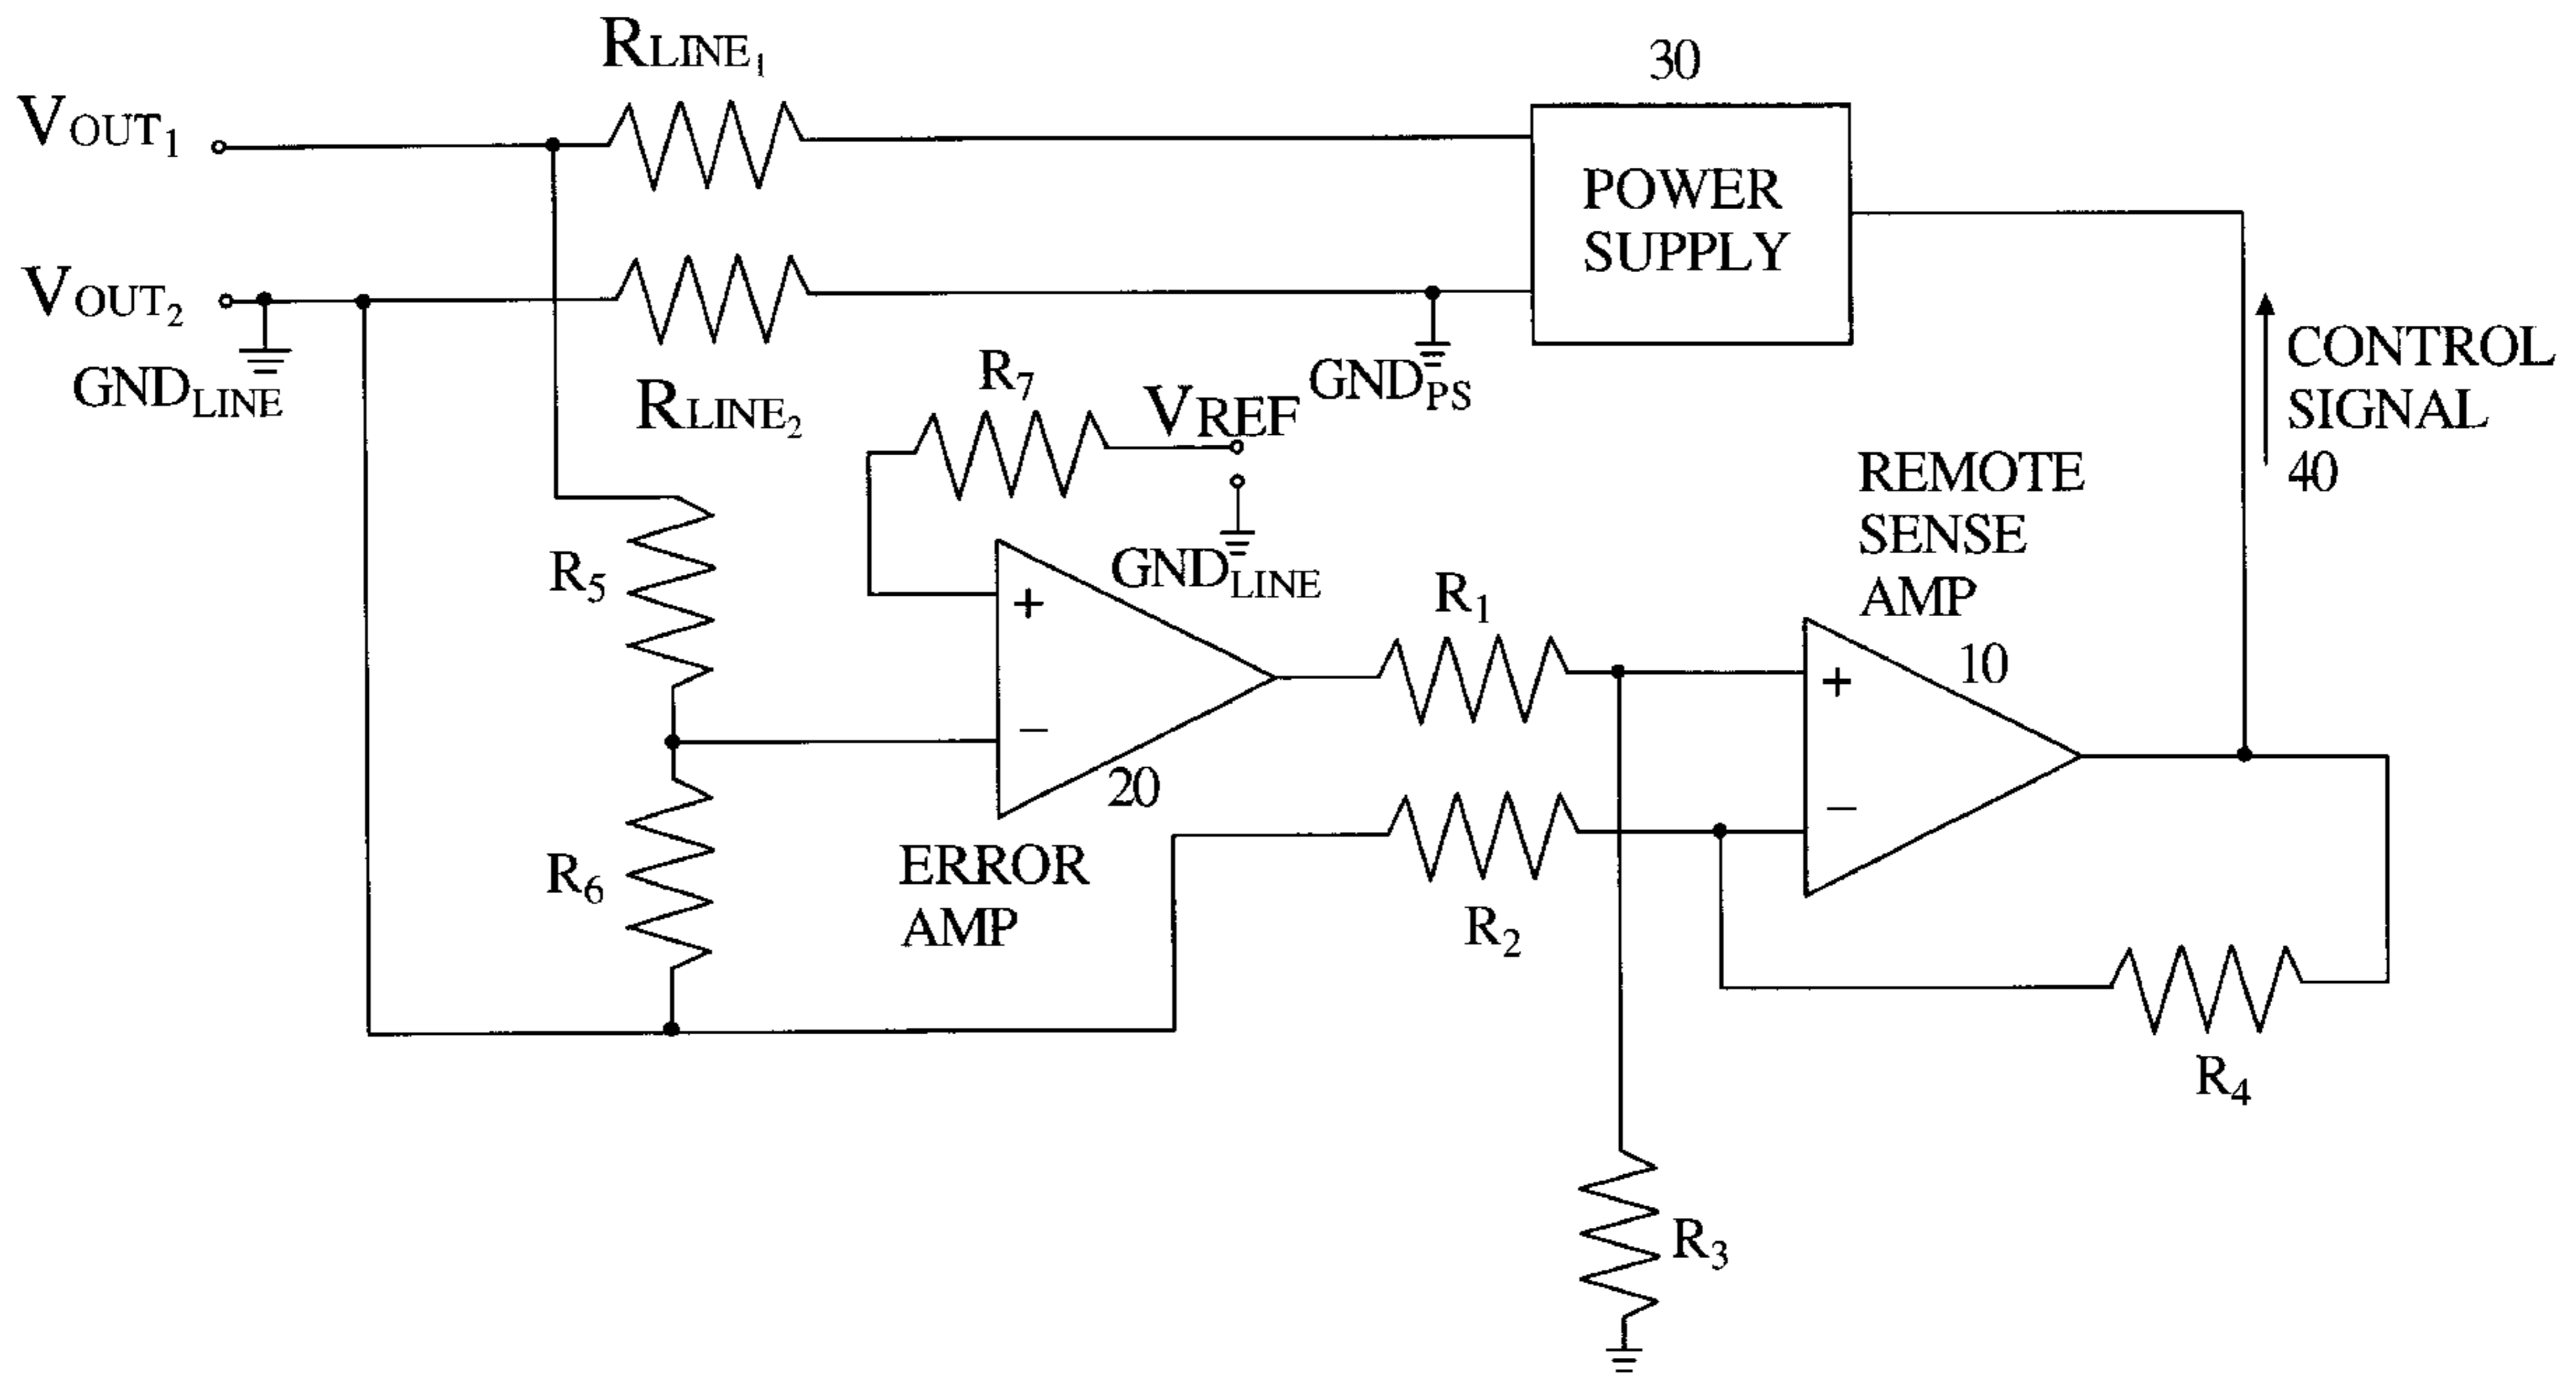 RLINE1
30
VOUT1
POWER
SUPPLY
VOUT2
GNDLINE
RLINE2
R7
VREF
GNDPS
CONTROL
SIGNAL
40
REMOTE
SENSE
AMP
10
GNDLINE
R5
+
−
20
ERROR
AMP
R1
+
−
R6
R2
R4
R3